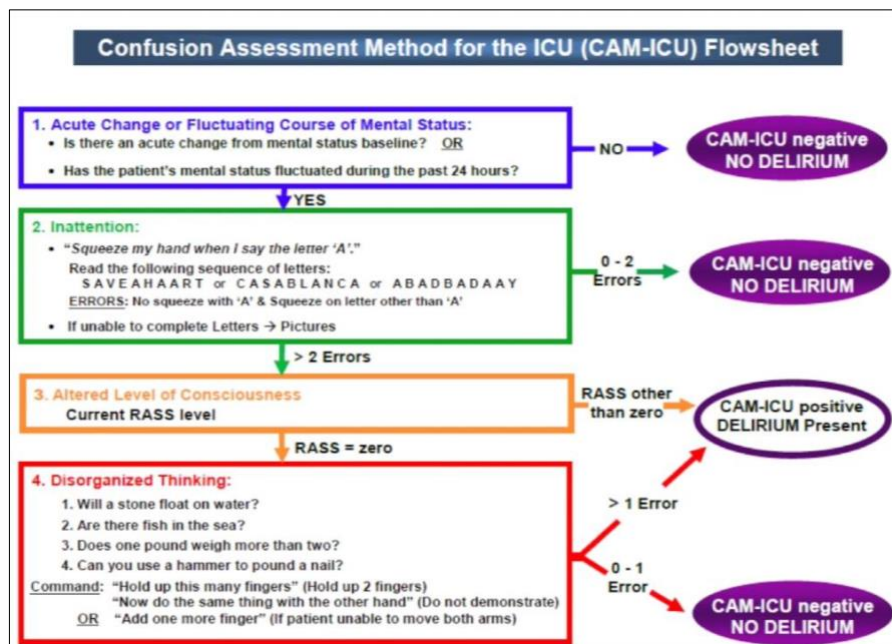 Confusion Assessment Method for the ICU (CAM-ICU) Flowsheet
1. Acute Change or Fluctuating Course of Mental Status:
• Is there an acute change from mental status baseline? OR
• Has the patient's mental status fluctuated during the past 24 hours?
NO
CAM-ICU negative
NO DELIRIUM
YES
2. Inattention:
• "Squeeze my hand when I say the letter 'A'."
Read the following sequence of letters:
S A V E A H A A R T or C A S A B L A N C A or A B A D B A D A A Y
ERRORS: No squeeze with 'A' & Squeeze on letter other than 'A'
• If unable to complete Letters → Pictures
0 - 2
Errors
CAM-ICU negative
NO DELIRIUM
> 2 Errors
3. Altered Level of Consciousness
Current RASS level
RASS other
than zero
CAM-ICU positive
DELIRIUM Present
RASS = zero
4. Disorganized Thinking:
1. Will a stone float on water?
2. Are there fish in the sea?
3. Does one pound weigh more than two?
4. Can you use a hammer to pound a nail?
Command: "Hold up this many fingers" (Hold up 2 fingers)
"Now do the same thing with the other hand" (Do not demonstrate)
OR "Add one more finger" (If patient unable to move both arms)
> 1 Error
0 - 1
Error
CAM-ICU negative
NO DELIRIUM